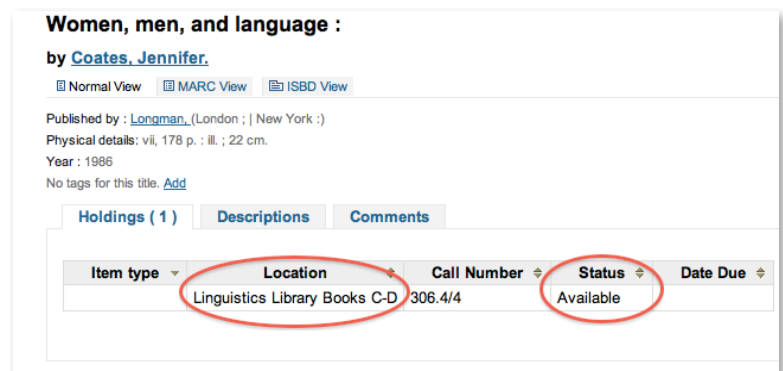 Women, men, and language :
by Coates, Jennifer.
Normal View MARC View ISBD View
Published by : Longman, (London ; | New York :)
Physical details: vii, 178 p. : ill. ; 22 cm.
Year : 1986
No tags for this title. Add
Holdings ( 1 ) Descriptions Comments
Item type Location Call Number Status Date Due
Linguistics Library Books C-D 306.4/4 Available